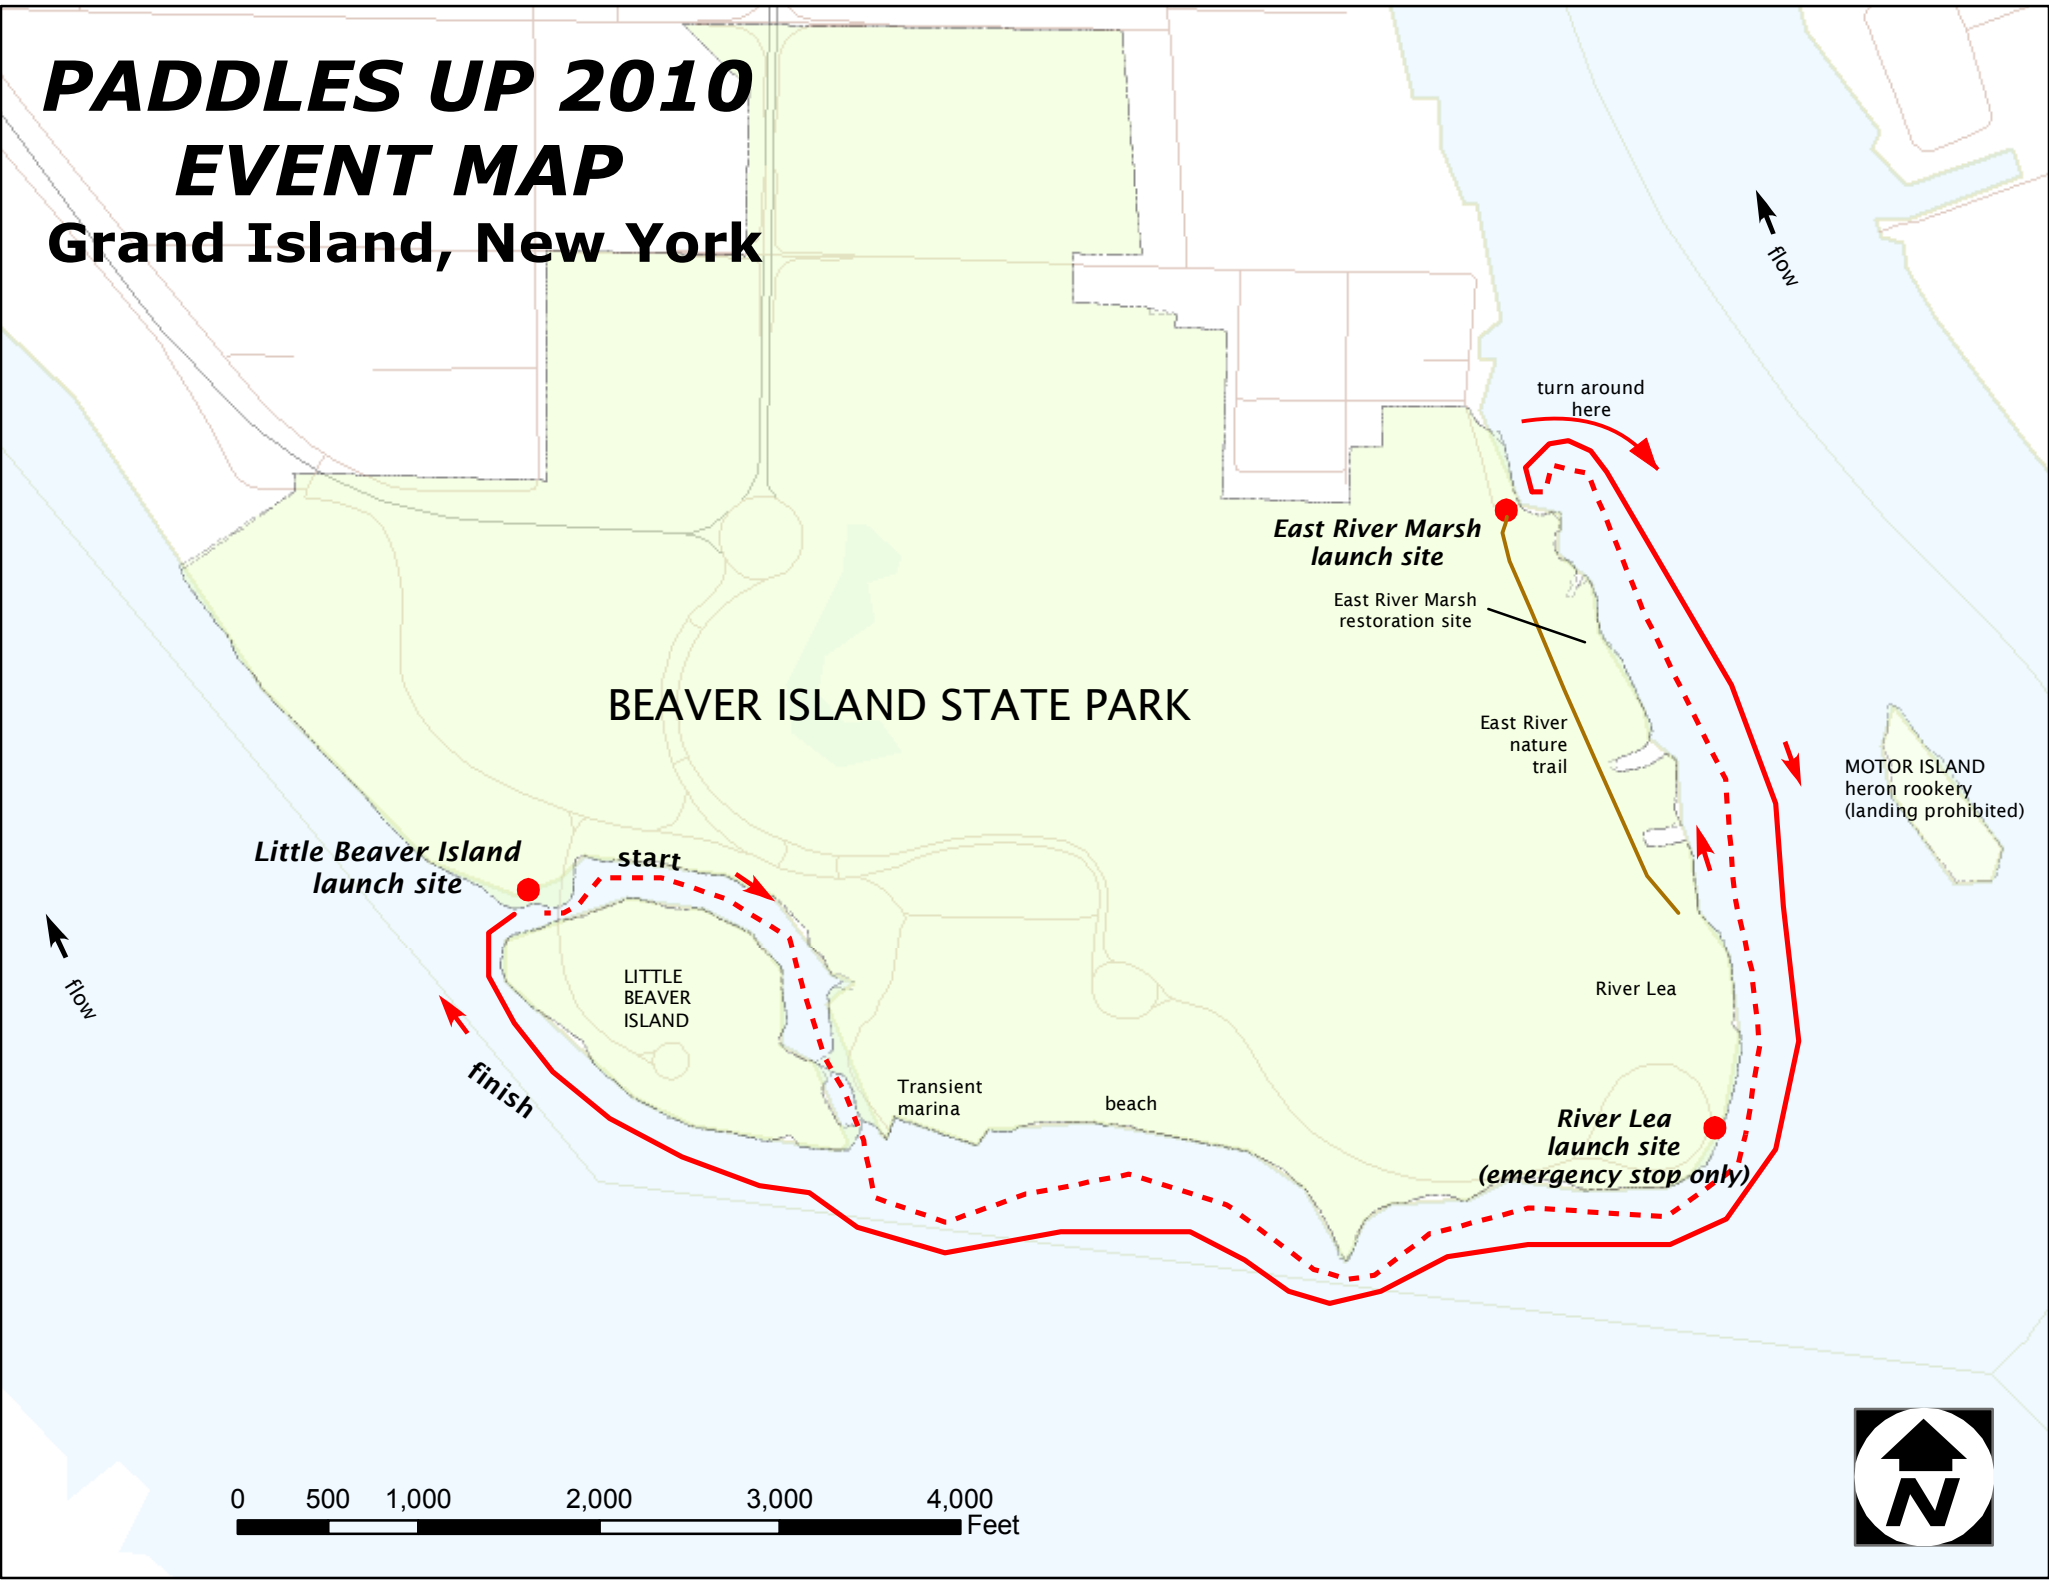 PADDLES UP 2010
EVENT MAP
Grand Island, New York
flow
turn around
here
East River Marsh
launch site
East River Marsh
restoration site
BEAVER ISLAND STATE PARK
East River
nature
trail
MOTOR ISLAND
heron rookery
(landing prohibited)
Little Beaver Island
launch site
start
flow
LITTLE
BEAVER
ISLAND
River Lea
finish
Transient
marina
beach
River Lea
launch site
(emergency stop only)
0 500 1,000 2,000 3,000 4,000
Feet
N